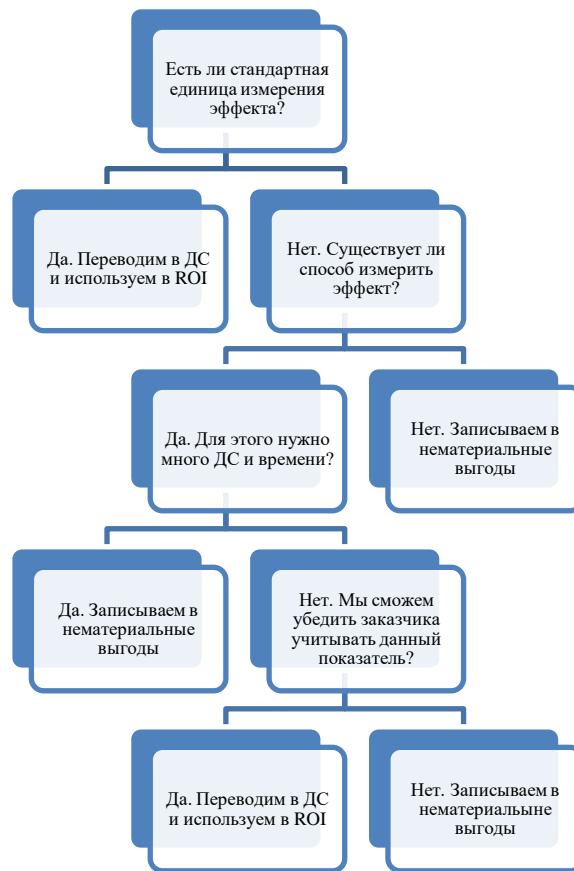 Есть ли стандартная
единица измерения
эффекта?
Да. Переводим в ДС
и используем в ROI
Нет. Существует ли
способ измерить
эффект?
Да. Для этого нужно
много ДС и времени?
Нет. Записываем в
нематериальные
выгоды
Да. Записываем в
нематериальные
выгоды
Нет. Мы сможем
убедить заказчика
учитывать данный
показатель?
Да. Переводим в ДС
и используем в ROI
Нет. Записываем в
нематериальыне
выгоды